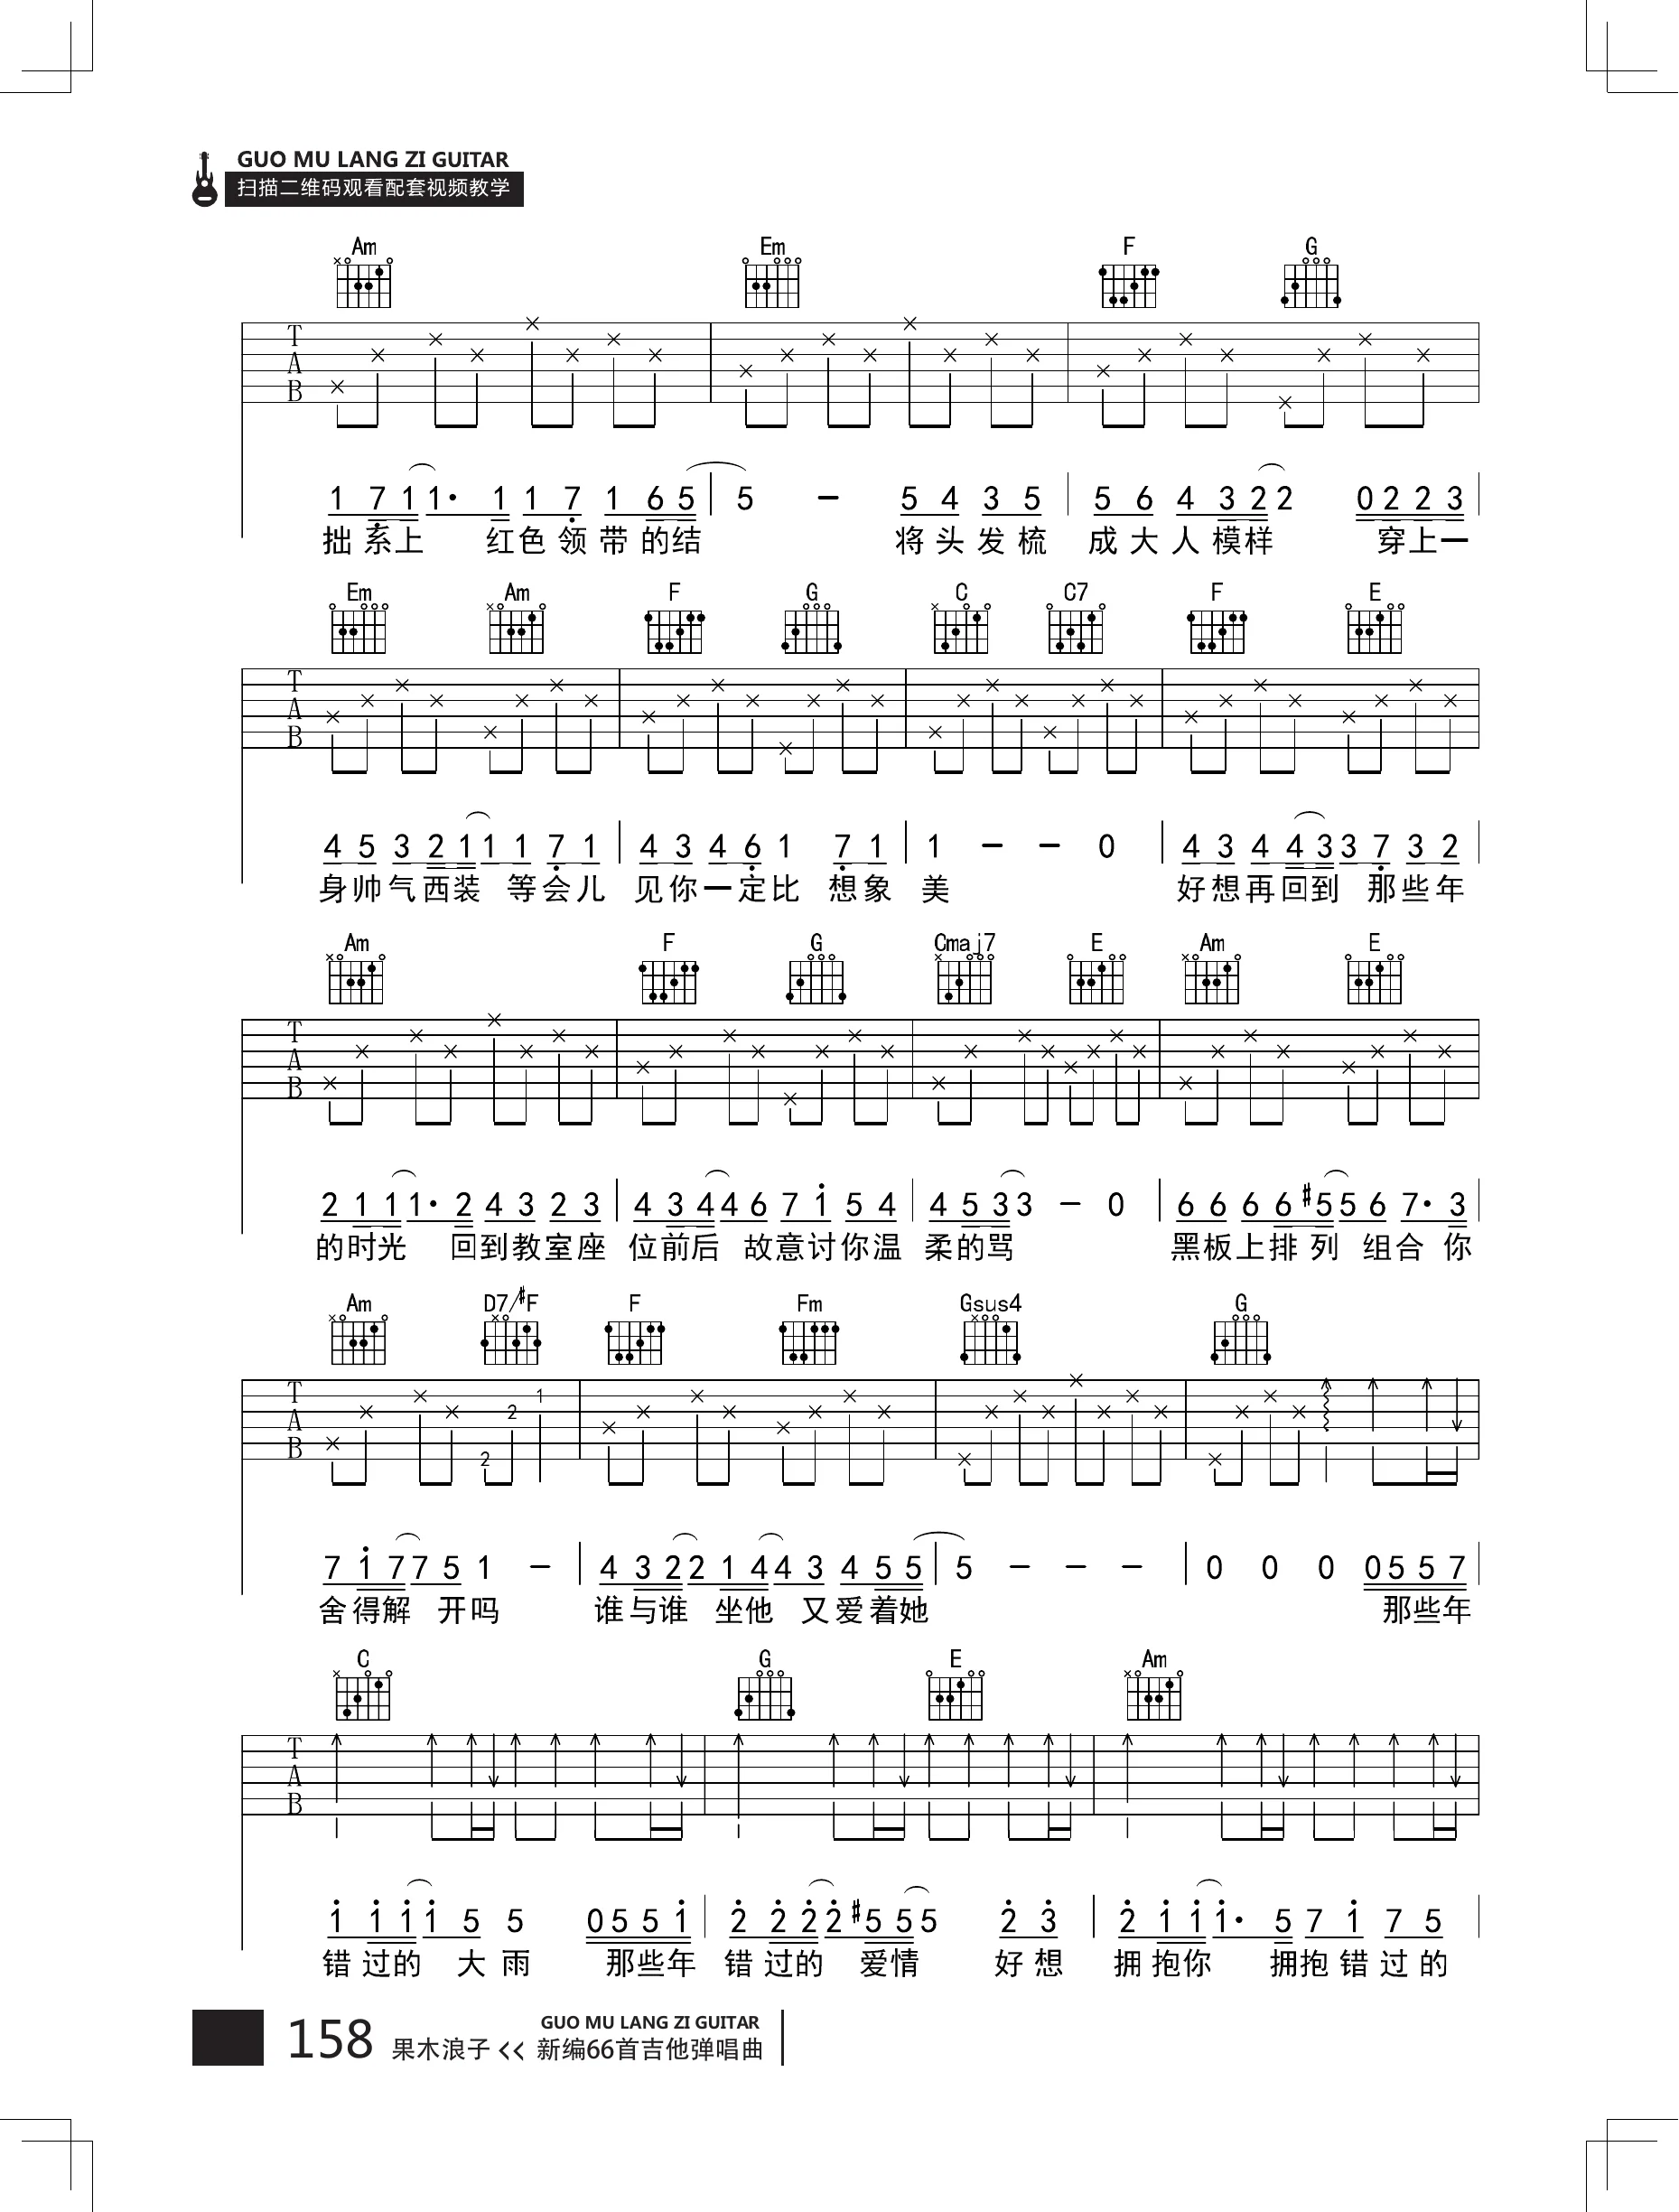 GUO MU LANG ZI GUITAR
扫描二维码观看配套视频教学
Am Em F G
T
A
B
1 7 1 1· 1 1 7 1 6 5 | 5 - 5 4 3 5 | 5 6 4 3 2 2 0 2 2 3 |
拙系上 红色领带的结 将头发梳 成大人模样 穿上一
Em Am F G C C7 F E
T
A
B
4 5 3 2 1 1 1 7 1 | 4 3 4 6 1 7 1 | 1 - - 0 | 4 3 4 4 3 3 7 3 2 |
身帅气西装 等会儿 见你一定比 想象 美 好想再回到 那些年
Am F G Cmaj7 E Am E
T
A
B
2 1 1 1· 2 4 3 2 3 | 4 3 4 4 6 7 1 5 4 | 4 5 3 3 - 0 | 6 6 6 6 #5 5 6 7· 3 |
的时光 回到教室座 位前后 故意讨你温 柔的骂 黑板上排列 组合 你
Am D7/#F F Fm Gsus4 G
T
A
B
2 2 1
7 1 7 7 5 1 - | 4 3 2 2 1 4 4 3 4 5 5 | 5 - - - | 0 0 0 0 5 5 7 |
舍得解 开吗 谁与谁 坐他 又爱着她 那些年
C G E Am
T
A
B
1 1 1 1 5 5 0 5 5 1 | 2 2 2 2 #5 5 5 2 3 | 2 1 1 1· 5 7 1 7 5 |
错过的 大雨 那些年 错过的 爱情 好想 拥抱你 拥抱错过的
158 果木浪子 << GUO MU LANG ZI GUITAR
新编66首吉他弹唱曲